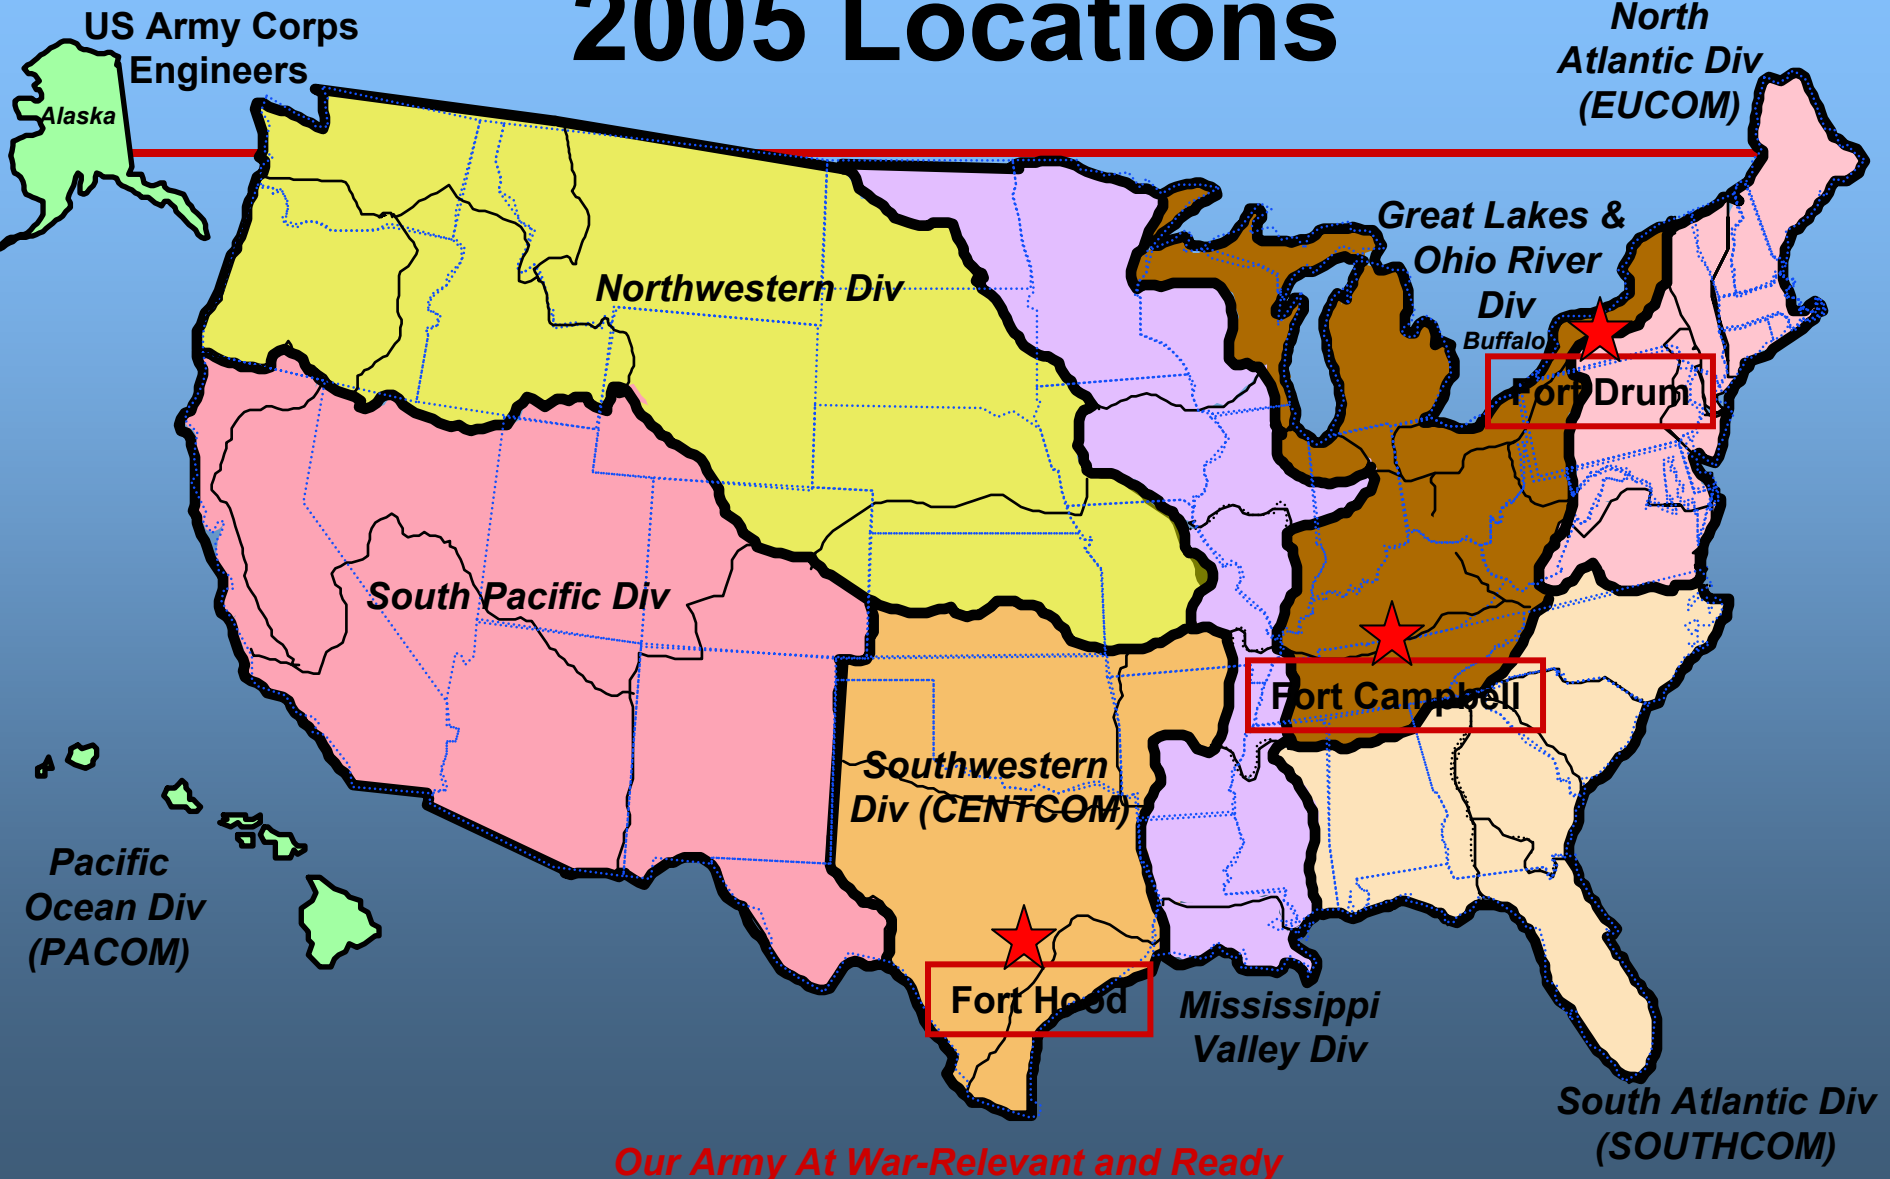 2005 Locations
US Army Corps
Engineers
Alaska
North
Atlantic Div
(EUCOM)
Great Lakes &
Ohio River
Div
Buffalo
Fort Drum
Northwestern Div
South Pacific Div
Fort Campbell
Southwestern
Div (CENTCOM)
Pacific
Ocean Div
(PACOM)
Fort Hood
Mississippi
Valley Div
South Atlantic Div
(SOUTHCOM)
Our Army At War-Relevant and Ready